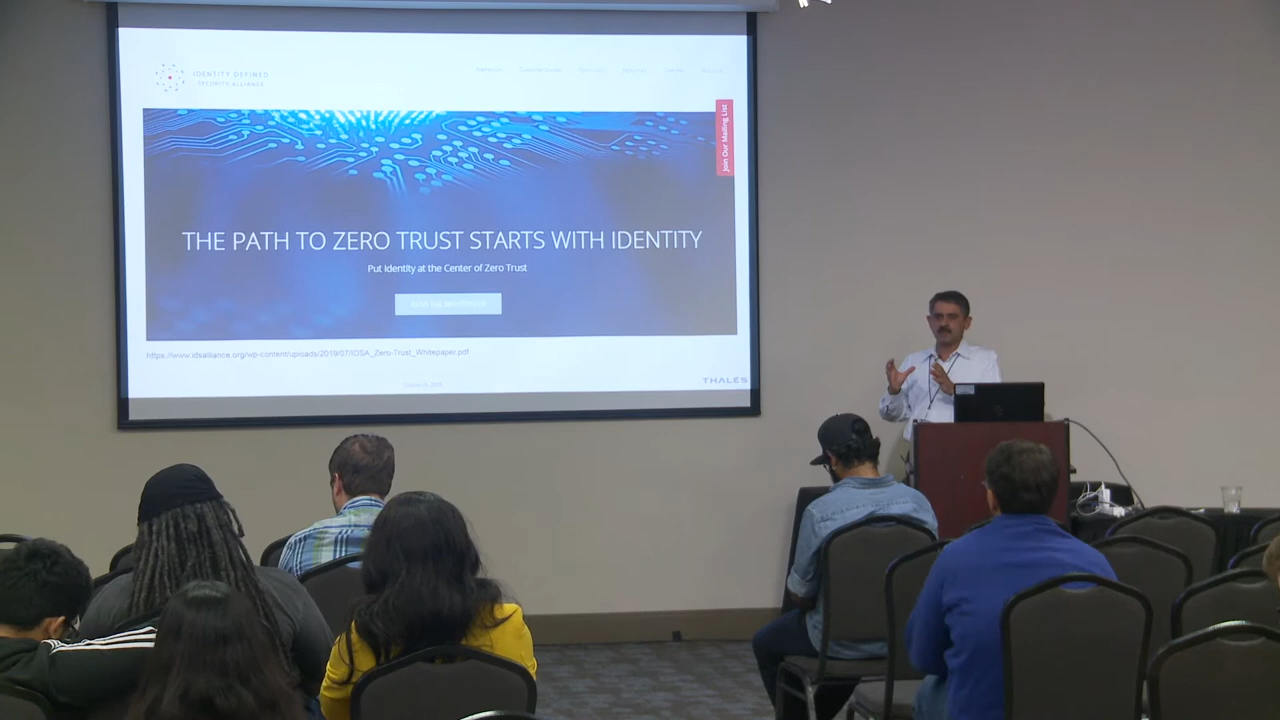 IDENTITY DEFINED
SECURITY ALLIANCE
Join Our Mailing List
THE PATH TO ZERO TRUST STARTS WITH IDENTITY
Put Identity at the Center of Zero Trust
https://www.idsalliance.org/wp-content/uploads/2019/07/IDSA_Zero-Trust_Whitepaper.pdf
THALES